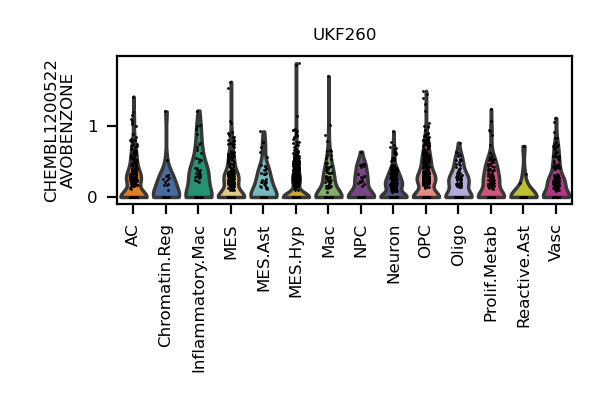 UKF260
CHEMBL1200522
AVOBENZONE
1
0
AC
Chromatin.Reg
Inflammatory.Mac
MES
MES.Ast
MES.Hyp
Mac
NPC
Neuron
OPC
Oligo
Prolif.Metab
Reactive.Ast
Vasc